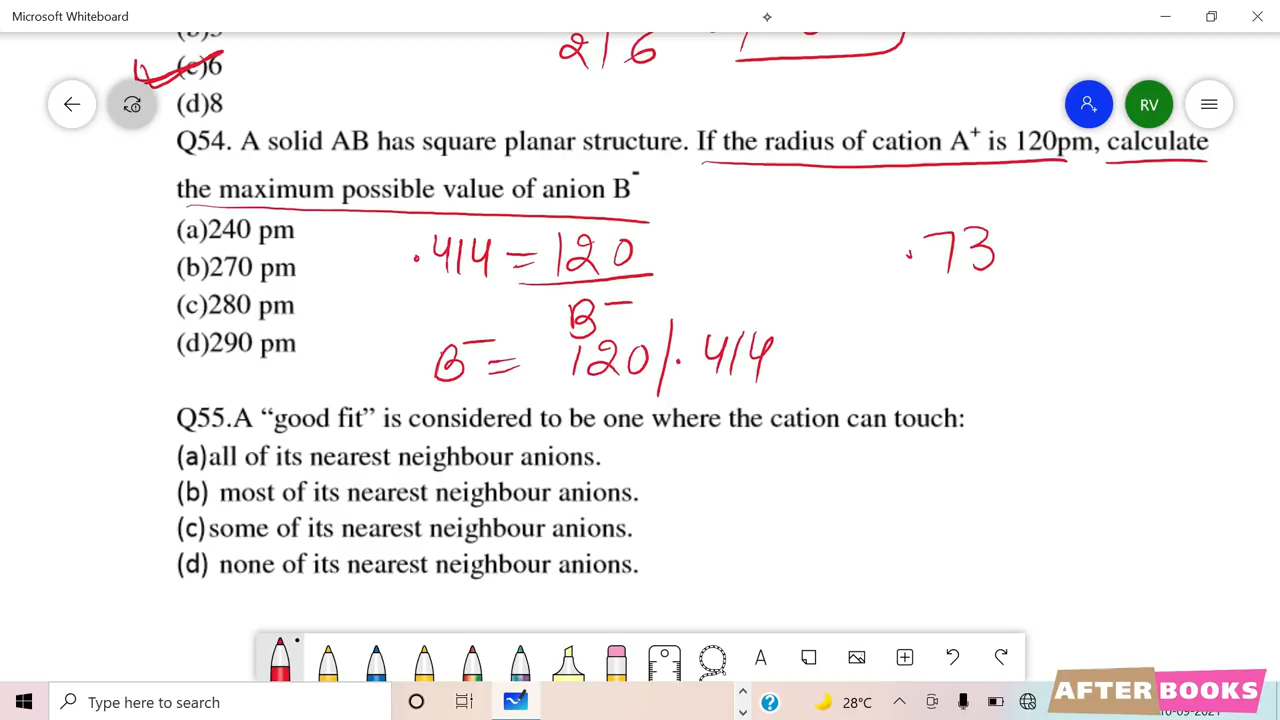 Microsoft Whiteboard
(c)6
216
(d)8
RV
Q54. A solid AB has square planar structure. If the radius of cation A⁺ is 120pm, calculate
the maximum possible value of anion B⁻
(a)240 pm
(b)270 pm
(c)280 pm
(d)290 pm
.414 = 120
B⁻
.73
B⁻ = 120/.414
Q55.A “good fit” is considered to be one where the cation can touch:
(a)all of its nearest neighbour anions.
(b) most of its nearest neighbour anions.
(c)some of its nearest neighbour anions.
(d) none of its nearest neighbour anions.
A
AFTER BOOKS
Type here to search
28°C